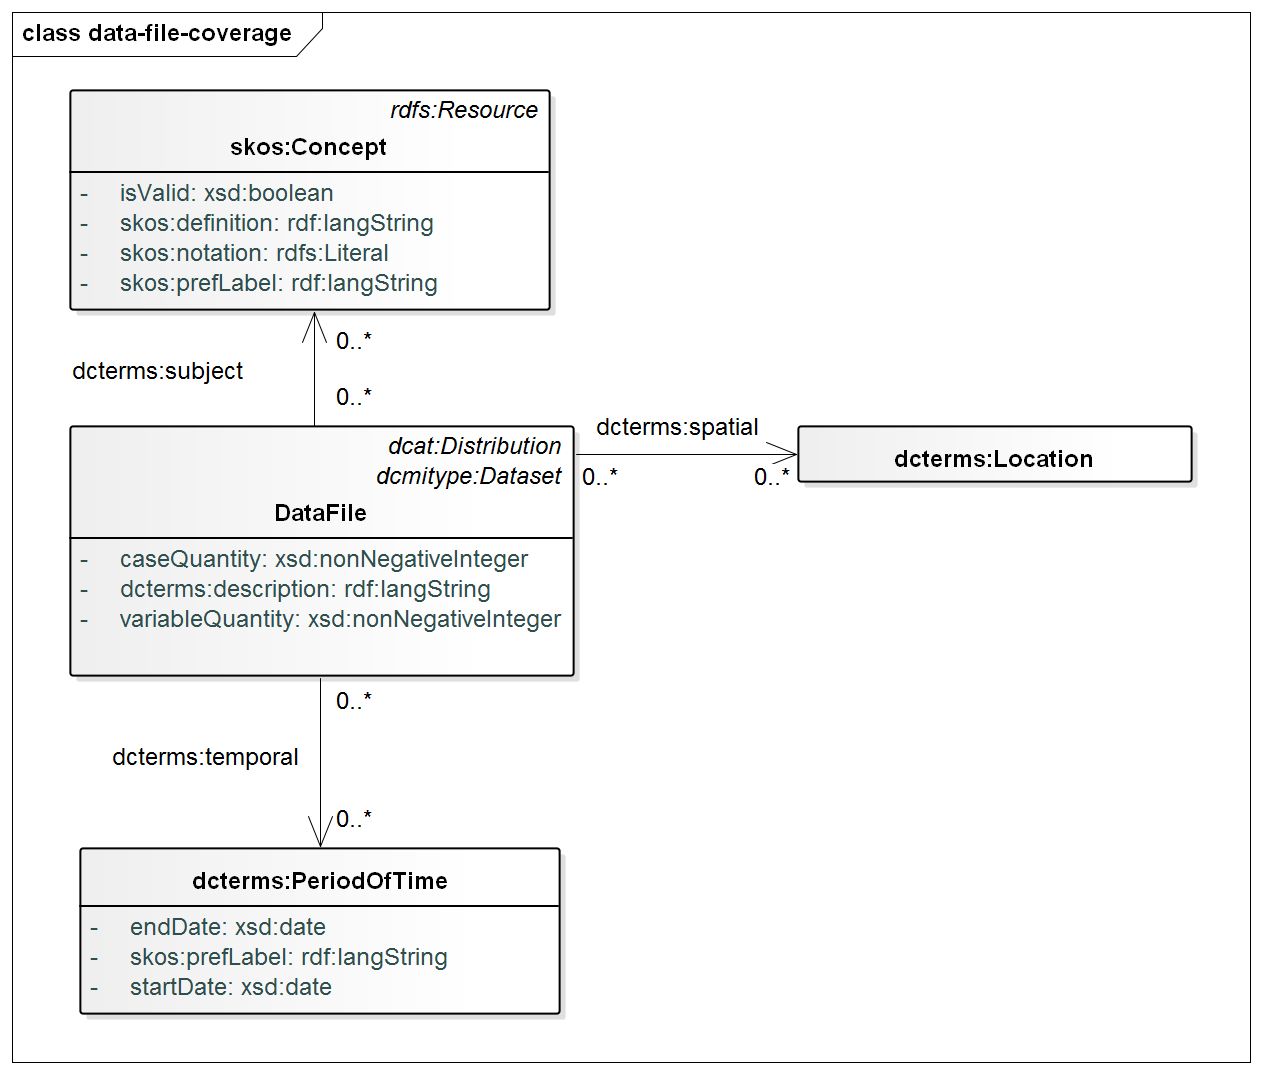 class data-file-coverage
rdfs:Resource
skos:Concept
- isValid: xsd:boolean
- skos:definition: rdf:langString
- skos:notation: rdfs:Literal
- skos:prefLabel: rdf:langString
0..*
dcterms:subject
0..*
dcat:Distribution
dcmitype:Dataset
DataFile
- caseQuantity: xsd:nonNegativeInteger
- dcterms:description: rdf:langString
- variableQuantity: xsd:nonNegativeInteger
dcterms:spatial
0..*
0..*
dcterms:Location
0..*
dcterms:temporal
0..*
dcterms:PeriodOfTime
- endDate: xsd:date
- skos:prefLabel: rdf:langString
- startDate: xsd:date